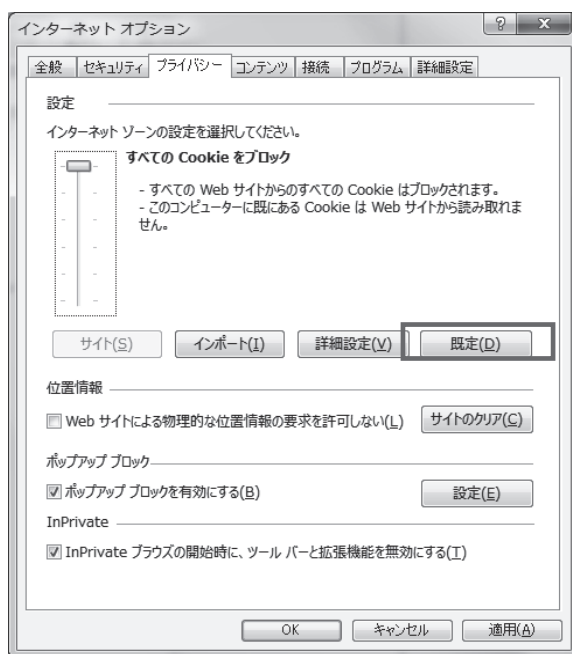 インターネット オプション
全般 セキュリティ プライバシー コンテンツ 接続 プログラム 詳細設定
設定
インターネット ゾーンの設定を選択してください。
すべての Cookie をブロック
- すべての Web サイトからのすべての Cookie はブロックされます。
- このコンピューターに既にある Cookie は Web サイトから読み取れま
せん。
サイト(S) インポート(I) 詳細設定(V) 既定(D)
位置情報
Web サイトによる物理的な位置情報の要求を許可しない(L) サイトのクリア(C)
ポップアップ ブロック
ポップアップ ブロックを有効にする(B) 設定(E)
InPrivate
InPrivate ブラウズの開始時に、ツール バーと拡張機能を無効にする(T)
OK キャンセル 適用(A)